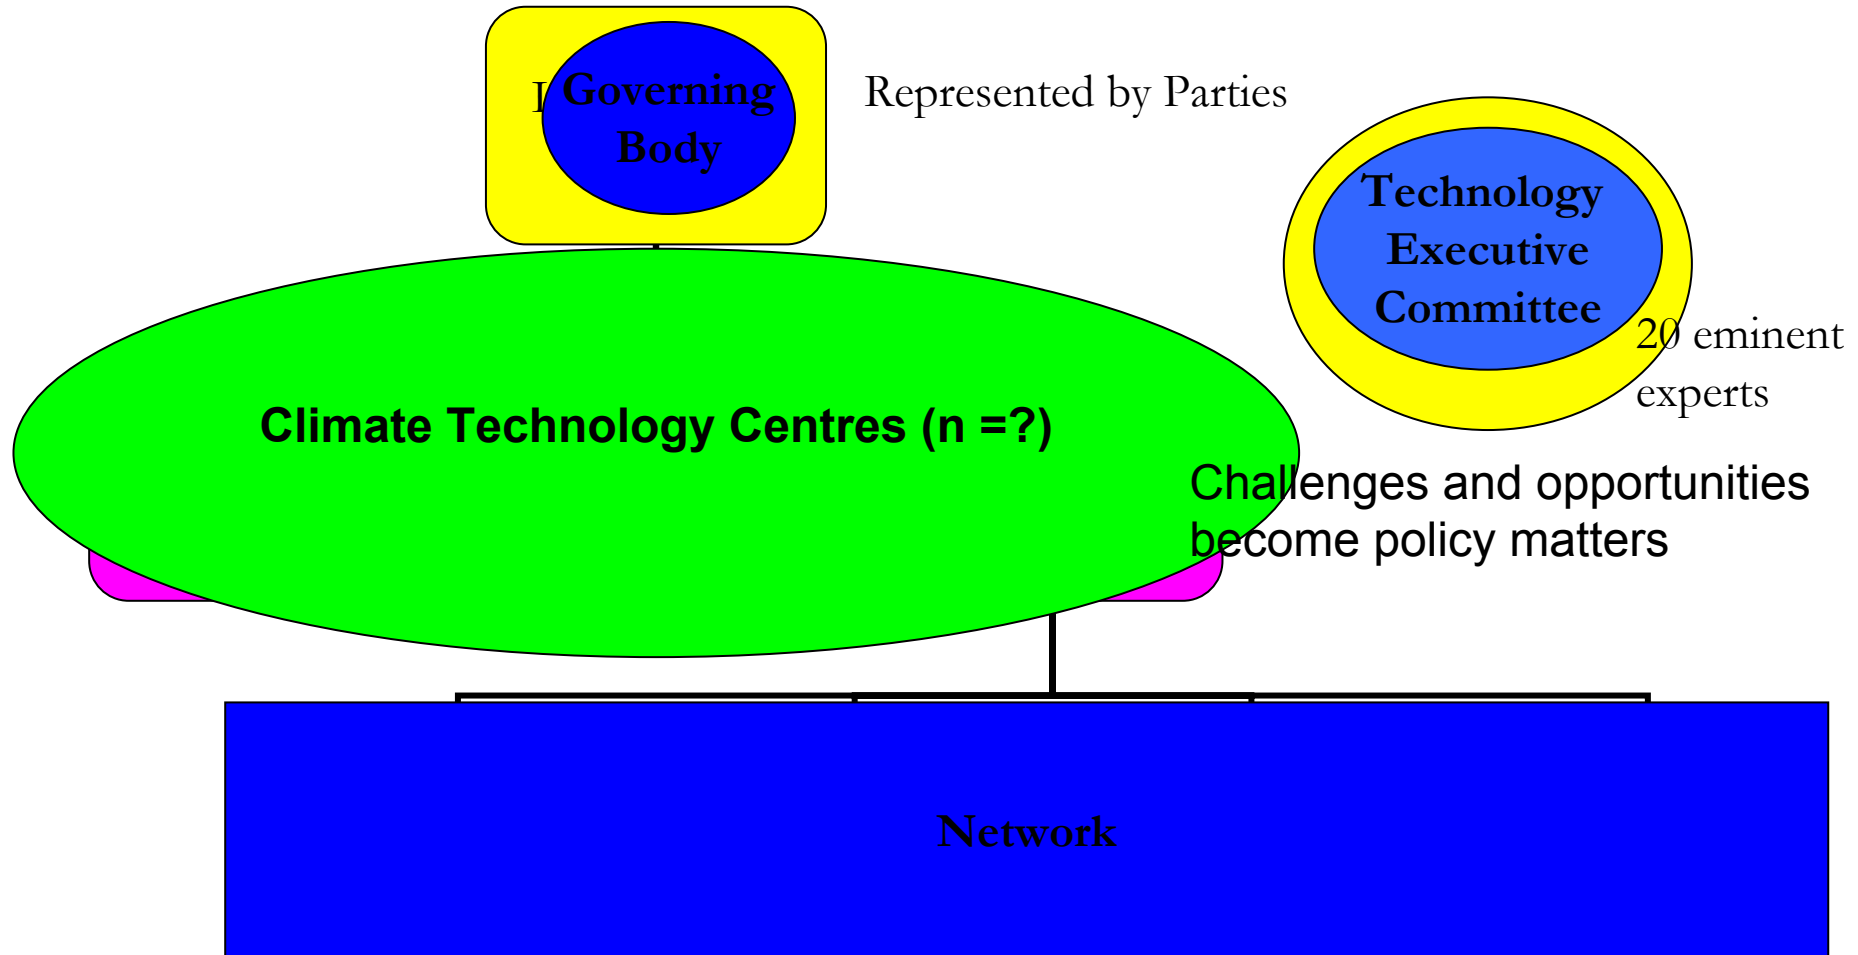 Governing
Body
Represented by Parties
Technology
Executive
Committee
20 eminent
experts
Climate Technology Centres (n =?)
Challenges and opportunities
become policy matters
Network